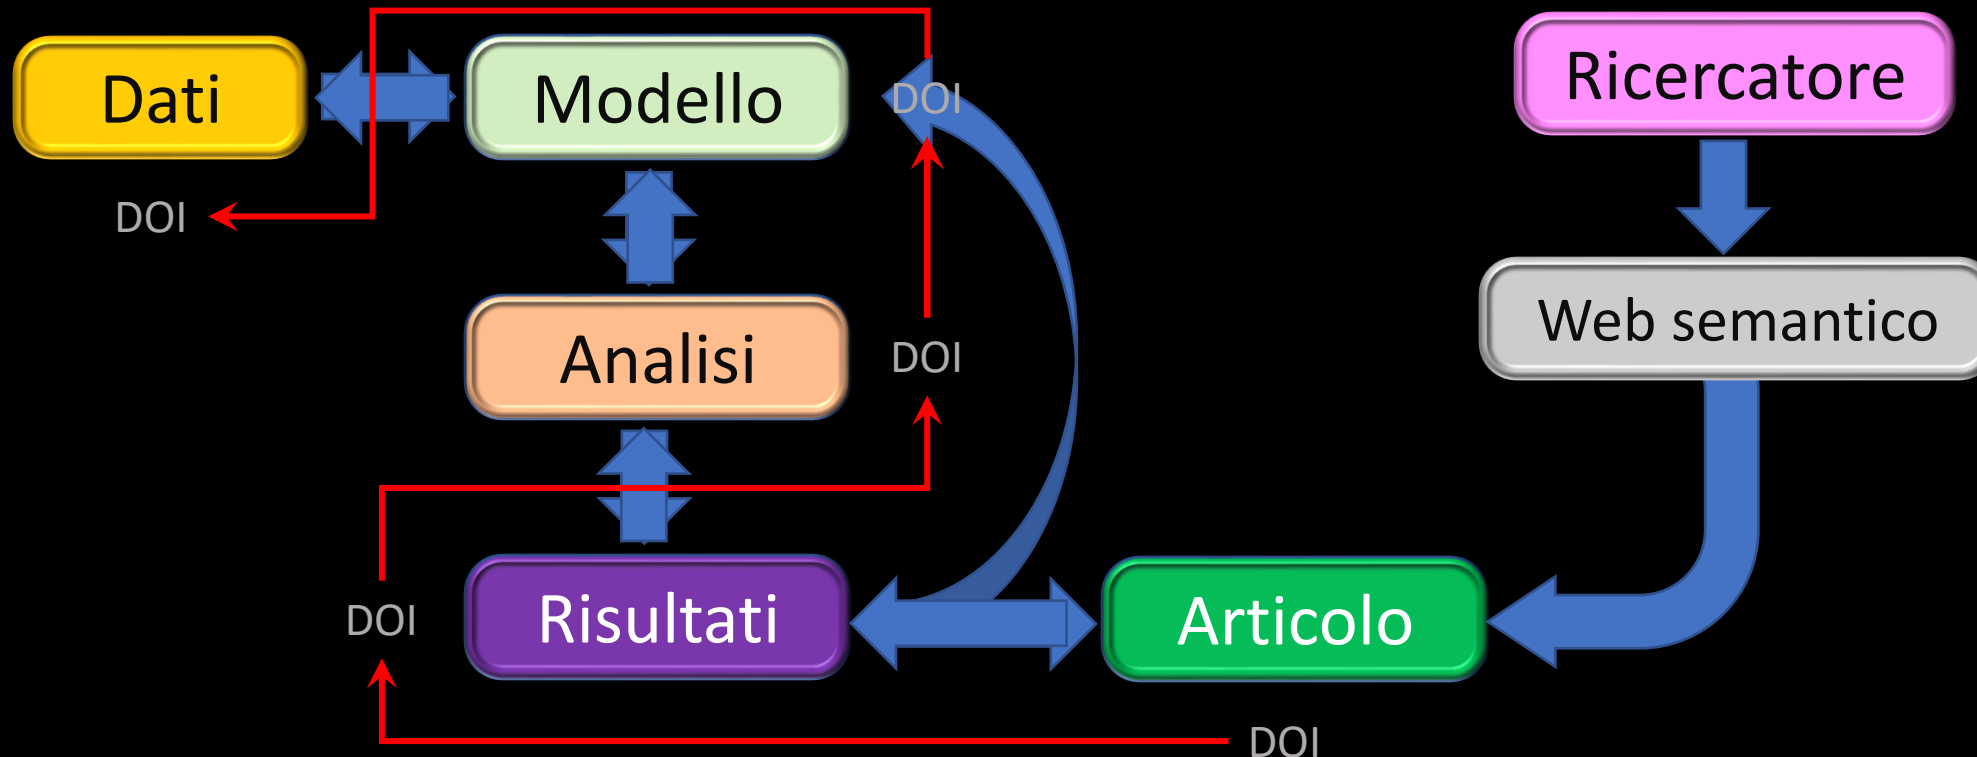 Dati
Modello
DOI
Ricercatore
DOI
Web semantico
Analisi
DOI
Risultati
DOI
Articolo
DOI